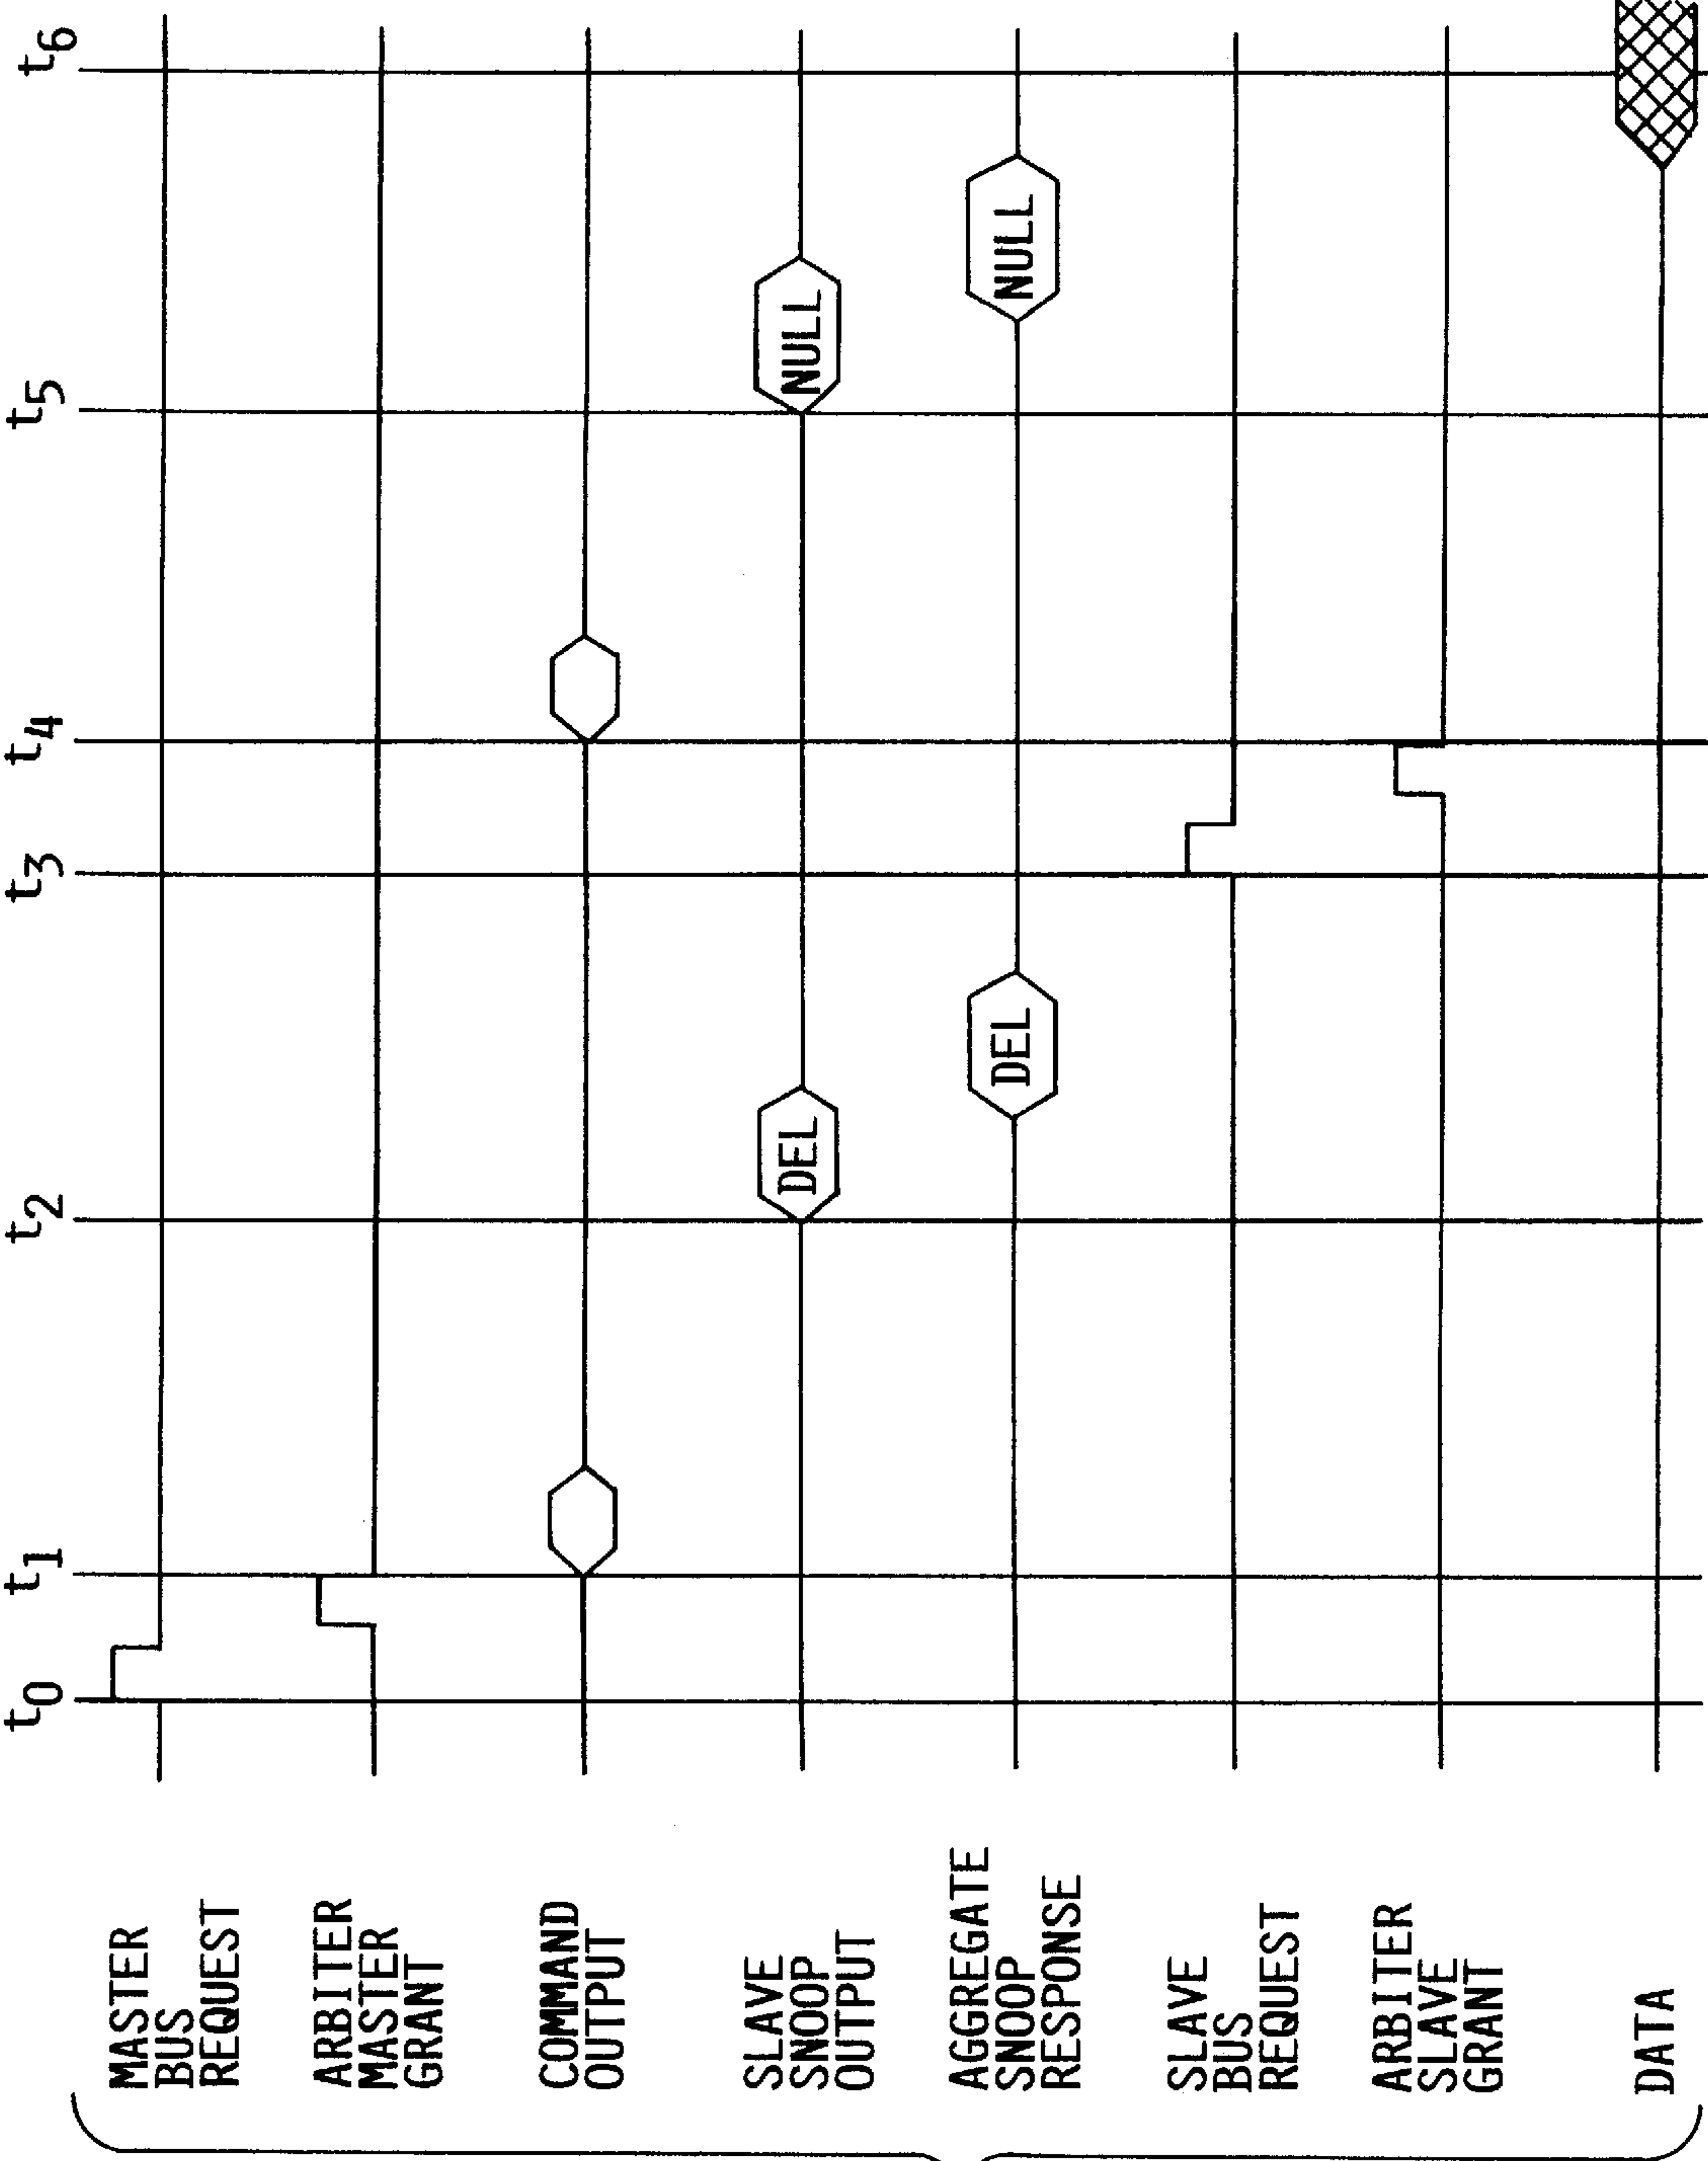 t0 t1 t2 t3 t4 t5 t6
MASTER
BUS
REQUEST
ARBITER
MASTER
GRANT
COMMAND
OUTPUT
SLAVE
SNOOP
OUTPUT
DEL NULL
AGGREGATE
SNOOP
RESPONSE
DEL NULL
SLAVE
BUS
REQUEST
ARBITER
SLAVE
GRANT
DATA